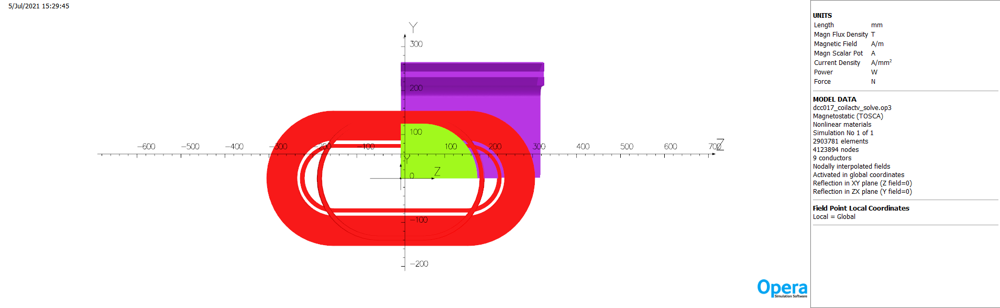 5/Jul/2021 15:29:45
Y
300
200
100
-600
-500
-400
-300
-200
-100
100
200
300
400
500
600
700
Z
Y
Z
0
-100
-200
Opera
Simulation Software
UNITS
Length mm
Magn Flux Density T
Magnetic Field A/m
Magn Scalar Pot A
Current Density A/mm²
Power W
Force N
MODEL DATA
dcc017_coilactv_solve.op3
Magnetostatic (TOSCA)
Nonlinear materials
Simulation No 1 of 1
2903781 elements
4123894 nodes
9 conductors
Nodally interpolated fields
Activated in global coordinates
Reflection in XY plane (Z field=0)
Reflection in ZX plane (Y field=0)
Field Point Local Coordinates
Local = Global